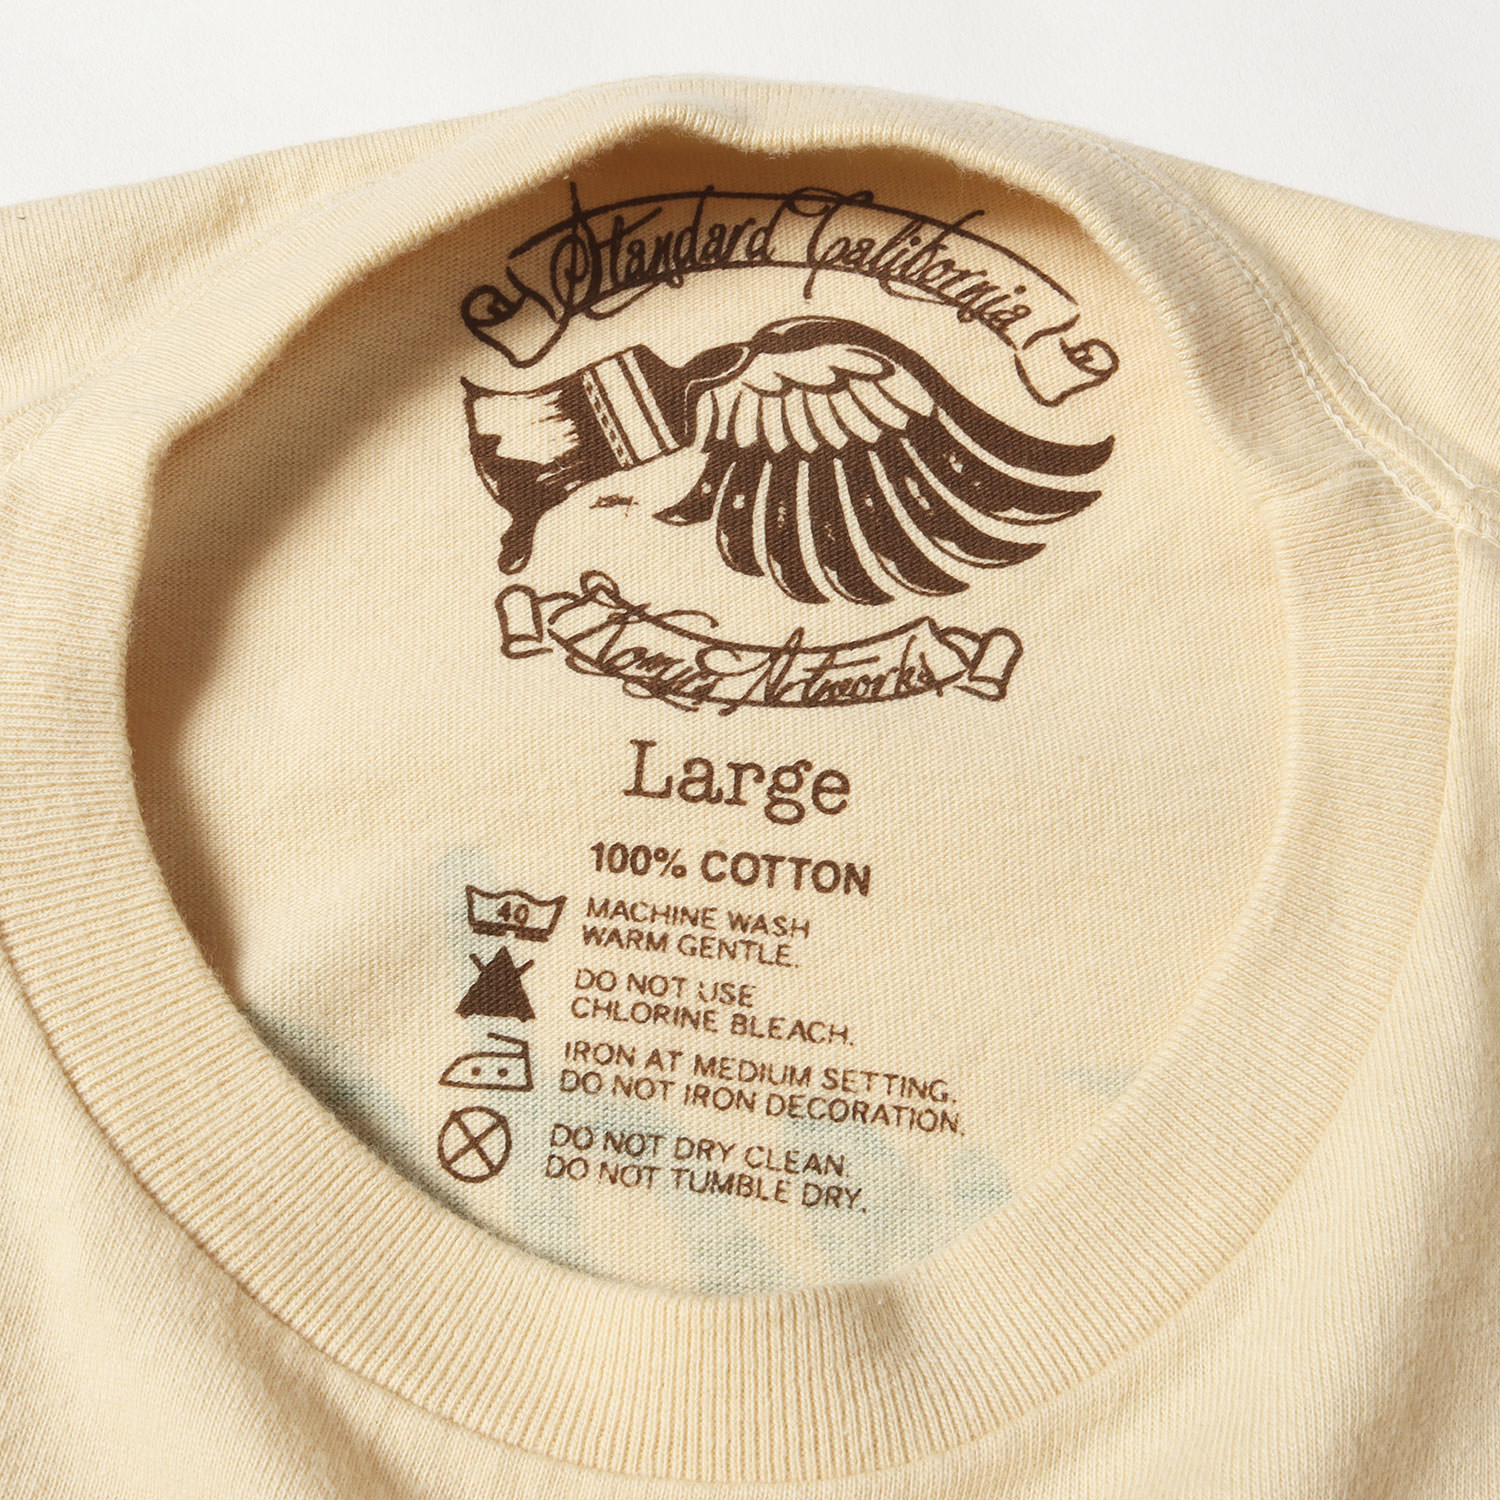 Standard California
Large
100% COTTON
40
MACHINE WASH
WARM GENTLE.
DO NOT USE
CHLORINE BLEACH.
IRON AT MEDIUM SETTING.
DO NOT IRON DECORATION.
DO NOT DRY CLEAN.
DO NOT TUMBLE DRY.